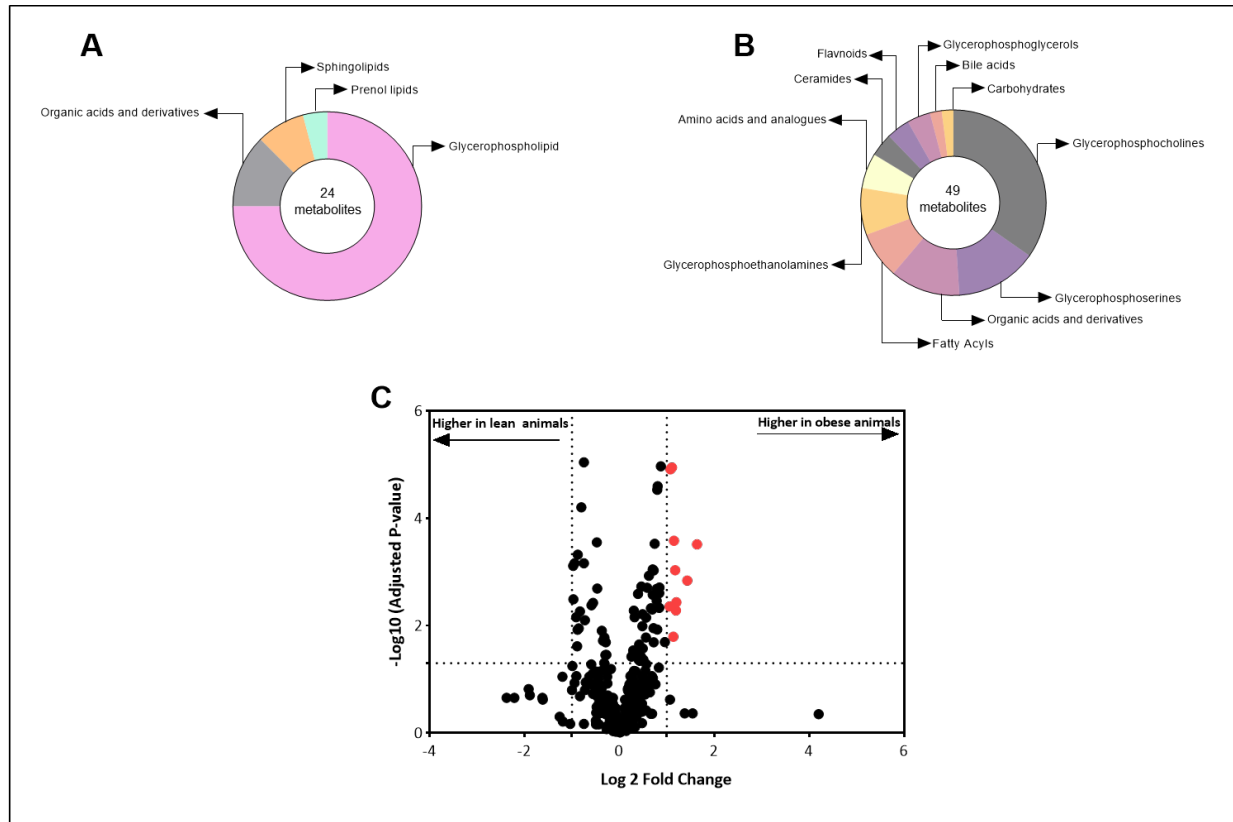 A
Sphingolipids
Prenol lipids
Organic acids and derivatives
Glycerophospholipid
24
metabolites
B
Glycerophosphoglycerols
Flavnoids
Bile acids
Ceramides
Carbohydrates
Amino acids and analogues
Glycerophosphocholines
49
metabolites
Glycerophosphoethanolamines
Glycerophosphoserines
Organic acids and derivatives
Fatty Acyls
C
Higher in lean animals
Higher in obese animals
-Log10 (Adjusted P-value)
6
4
2
0
-4
-2
0
2
4
6
Log 2 Fold Change